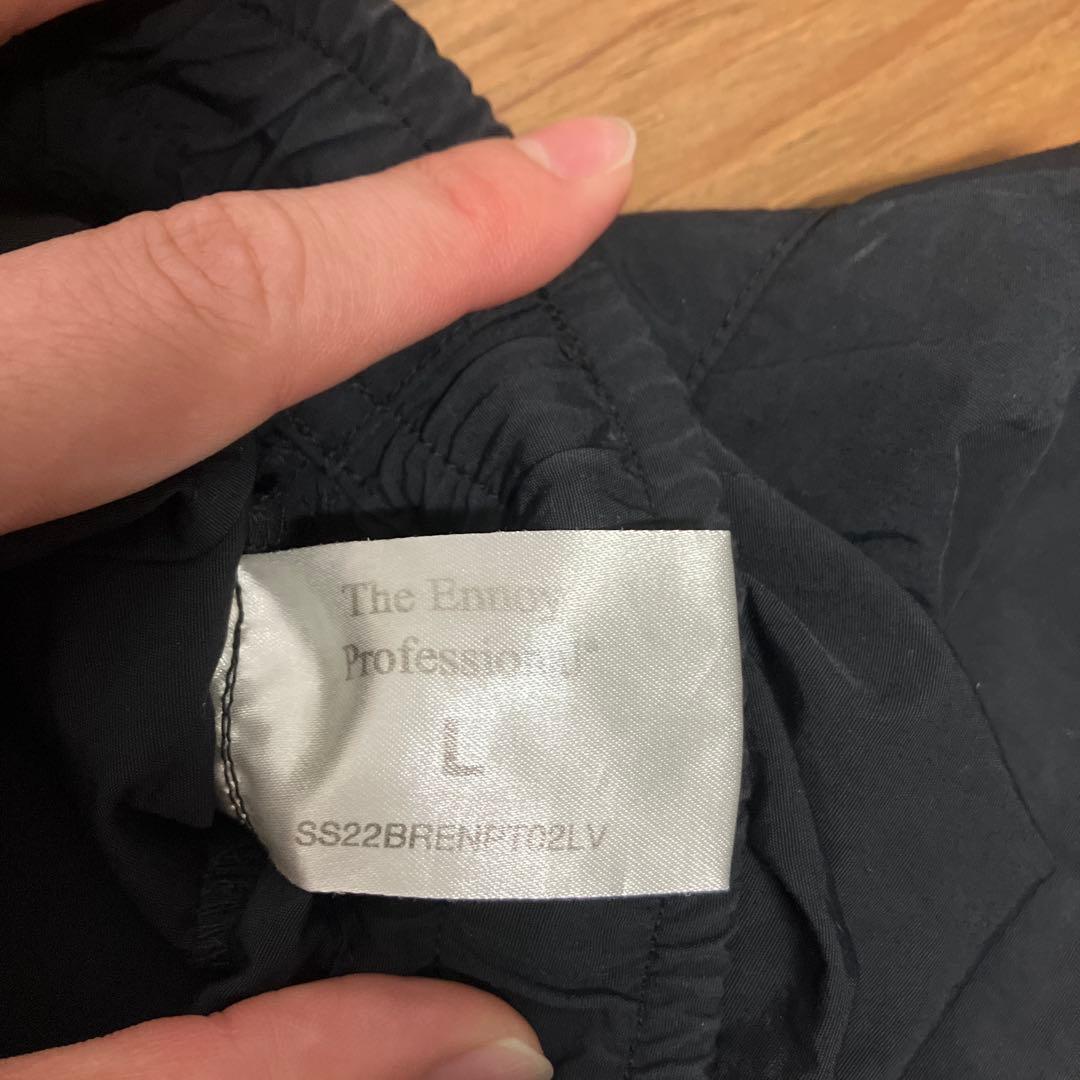 The Ennoy
Professional®
L
SS22BRENPT02LV